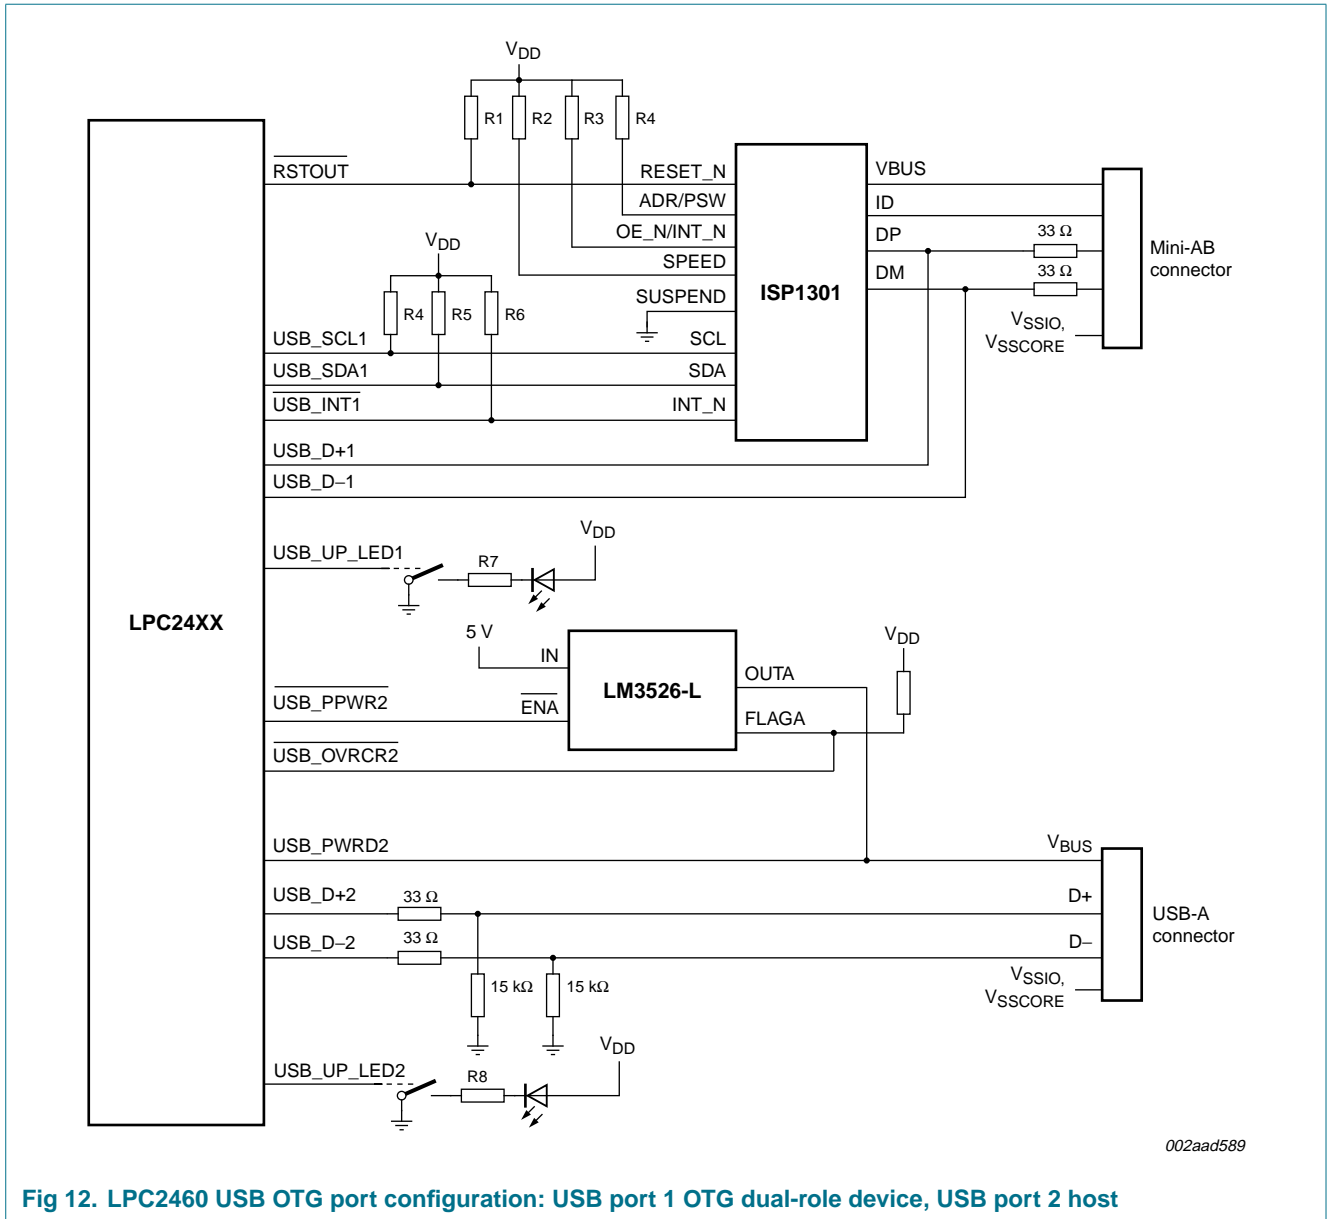 VDD
R1 R2 R3 R4
RSTOUT RESET_N VBUS
ADR/PSW ID
OE_N/INT_N DP 33 Ω
VDD SPEED DM 33 Ω
Mini-AB
connector
SUSPEND ISP1301
R4 R5 R6
VSSIO,
VSSCORE
USB_SCL1 SCL
USB_SDA1 SDA
USB_INT1 INT_N
USB_D+1
USB_D−1
VDD
USB_UP_LED1
R7
LPC24XX
5 V
IN
VDD
LM3526-L
OUTA
USB_PPWR2 ENA
FLAGA
USB_OVRCR2
USB_PWRD2 VBUS
USB_D+2 33 Ω D+
USB-A
connector
USB_D−2 33 Ω D−
15 kΩ 15 kΩ
VSSIO,
VSSCORE
VDD
USB_UP_LED2
R8
002aad589
Fig 12. LPC2460 USB OTG port configuration: USB port 1 OTG dual-role device, USB port 2 host